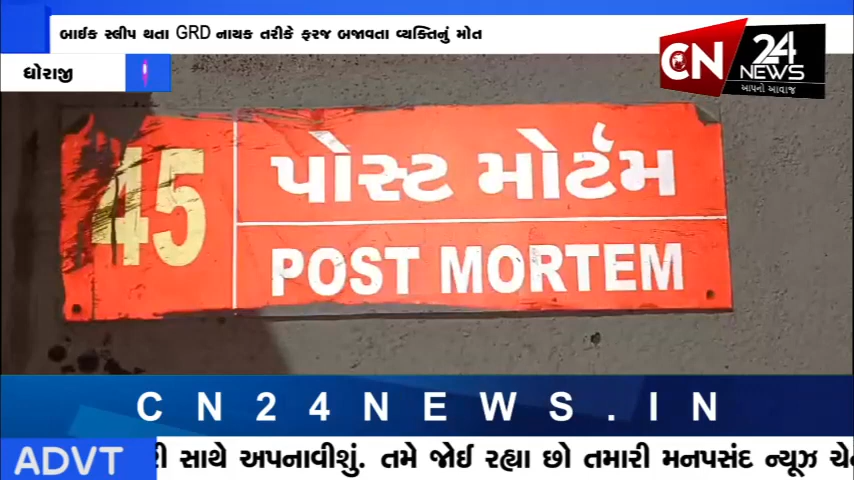 બાઈક સ્લીપ થતા GRD નાયક તરીકે ફરજ બજાવતા વ્યક્તિનું મોત
ધોરાજી
CN 24 NEWS
આપનો આવાજ
45
પોસ્ટ મોર્ટમ
POST MORTEM
CN24NEWS.IN
ADVT
સાથે અપનાવીશું. તમે જોઈ રહ્યા છો તમારી મનપસંદ ન્યૂઝ